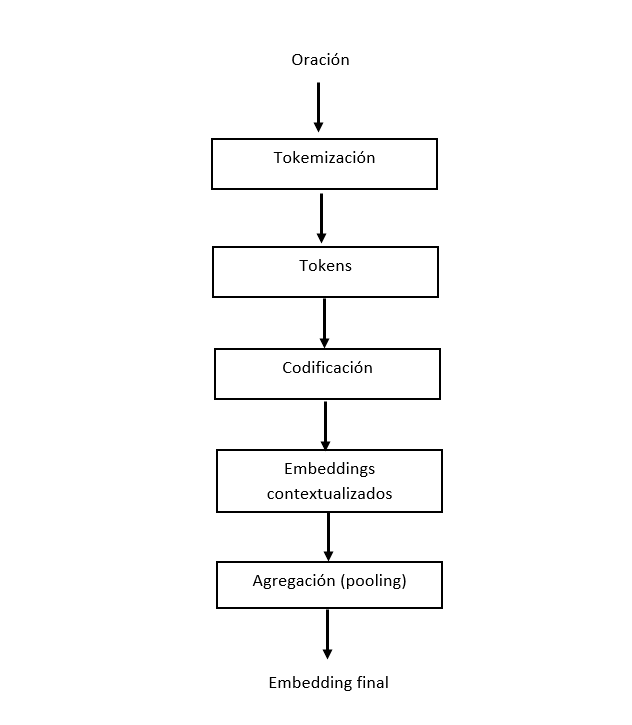 Oración
Tokemización
Tokens
Codificación
Embeddings
contextualizados
Agregación (pooling)
Embedding final